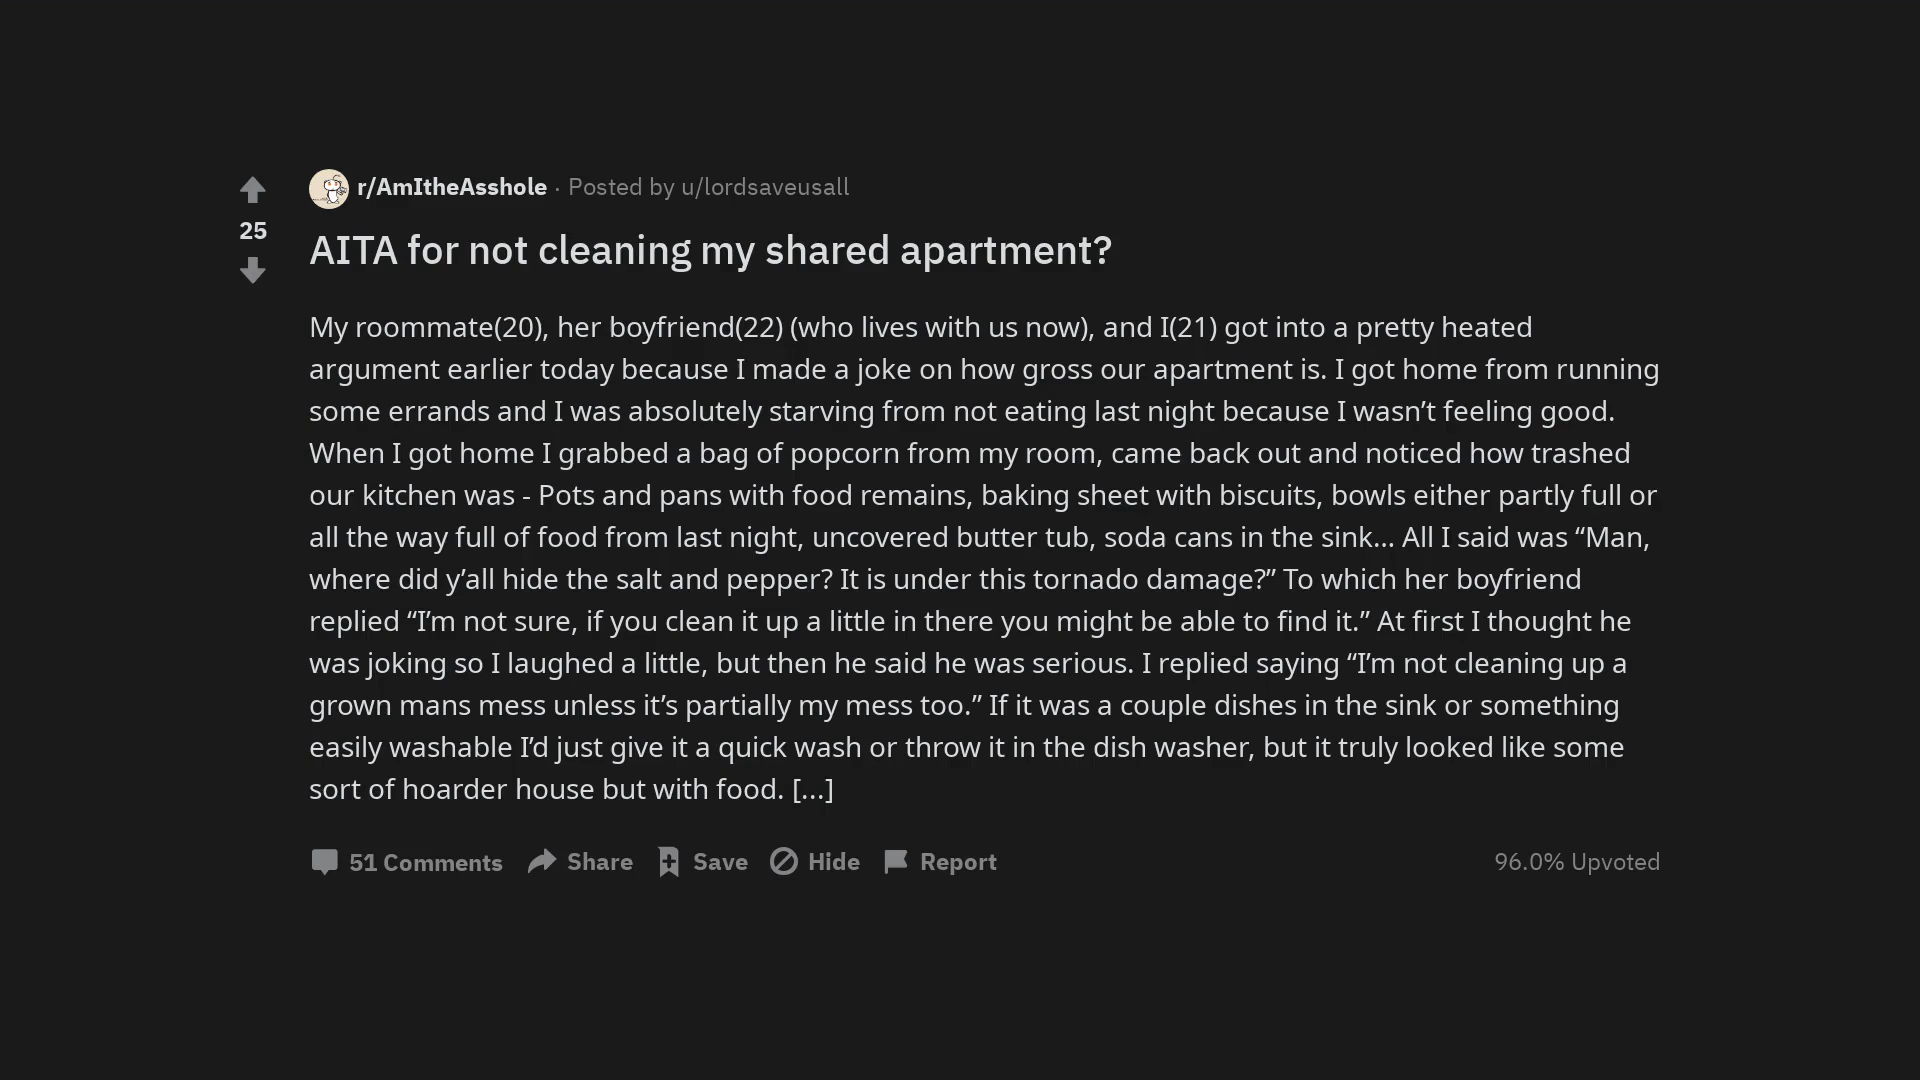 r/AmItheAsshole · Posted by u/lordsaveusall
25
AITA for not cleaning my shared apartment?
My roommate(20), her boyfriend(22) (who lives with us now), and I(21) got into a pretty heated
argument earlier today because I made a joke on how gross our apartment is. I got home from running
some errands and I was absolutely starving from not eating last night because I wasn’t feeling good.
When I got home I grabbed a bag of popcorn from my room, came back out and noticed how trashed
our kitchen was - Pots and pans with food remains, baking sheet with biscuits, bowls either partly full or
all the way full of food from last night, uncovered butter tub, soda cans in the sink… All I said was “Man,
where did y’all hide the salt and pepper? It is under this tornado damage?” To which her boyfriend
replied “I’m not sure, if you clean it up a little in there you might be able to find it.” At first I thought he
was joking so I laughed a little, but then he said he was serious. I replied saying “I’m not cleaning up a
grown mans mess unless it’s partially my mess too.” If it was a couple dishes in the sink or something
easily washable I’d just give it a quick wash or throw it in the dish washer, but it truly looked like some
sort of hoarder house but with food. [...]
51 Comments Share Save Hide Report 96.0% Upvoted